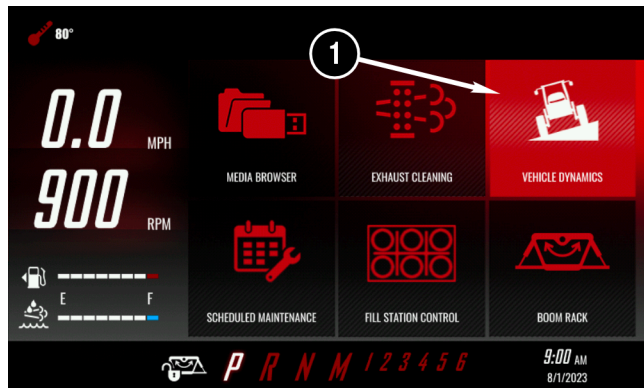 80°
1
0.0 MPH
900 RPM
E F
MEDIA BROWSER
EXHAUST CLEANING
VEHICLE DYNAMICS
SCHEDULED MAINTENANCE
FILL STATION CONTROL
BOOM RACK
P R N M 1 2 3 4 5 6
9:00 AM
8/1/2023